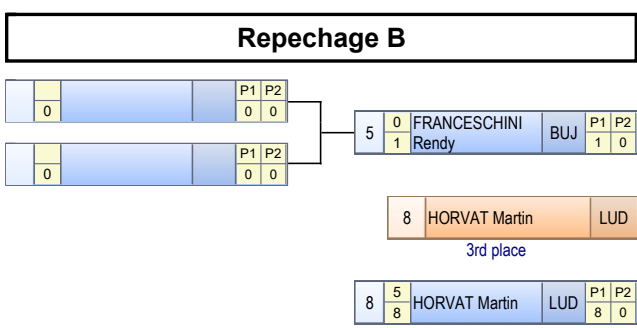 Repechage B
P1 P2
0 0 0
P1 P2
0 0 0
5 0 1 FRANCESCHINI Rendy BUJ P1 P2 1 0
8 HORVAT Martin LUD
3rd place
8 5 8 HORVAT Martin LUD P1 P2 8 0